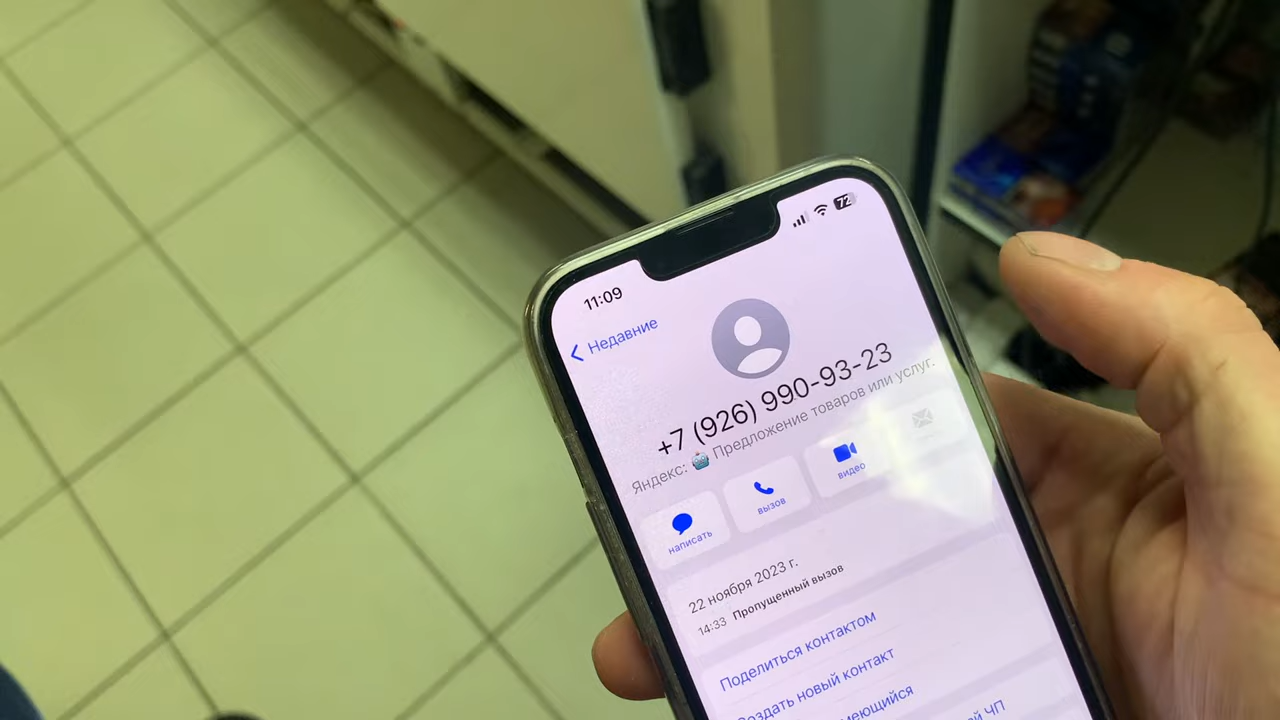 11:09
72
Недавние
+7 (926) 990-93-23
Яндекс: 🤖 Предложение товаров или услуг.
написать
вызов
видео
22 ноября 2023 г.
14:33 Пропущенный вызов
Поделиться контактом
Создать новый контакт
ЧП